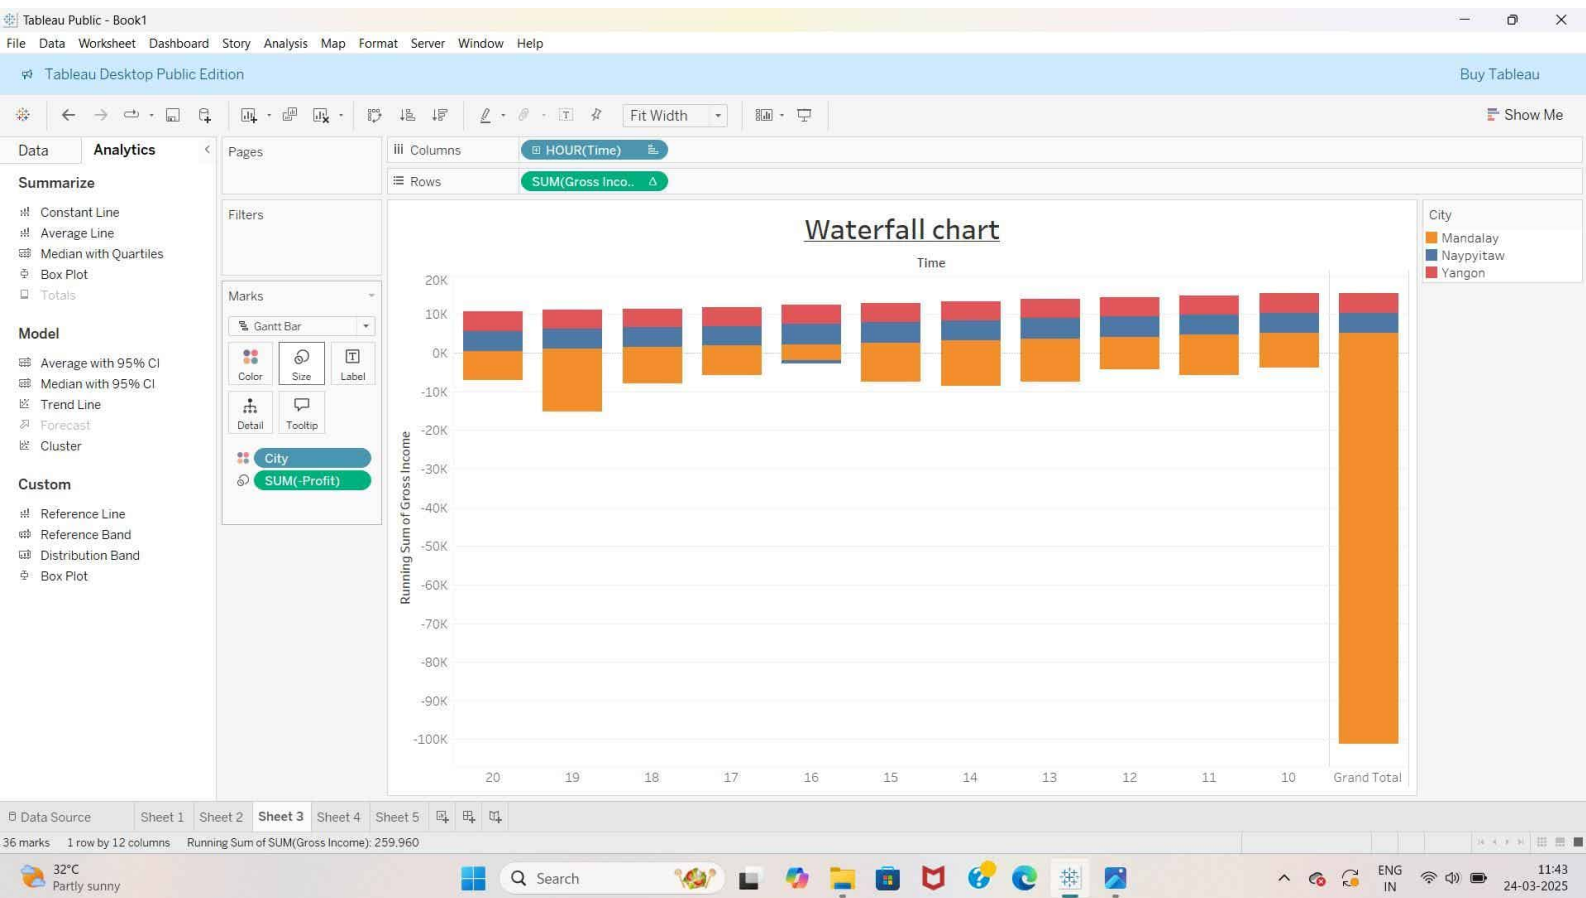 Tableau Public - Book1
File Data Worksheet Dashboard Story Analysis Map Format Server Window Help
Tableau Desktop Public Edition
Buy Tableau
Fit Width
Show Me
Data Analytics
Summarize
Constant Line
Average Line
Median with Quartiles
Box Plot
Totals
Model
Average with 95% CI
Median with 95% CI
Trend Line
Forecast
Cluster
Custom
Reference Line
Reference Band
Distribution Band
Box Plot
Pages
Filters
Marks
Gantt Bar
Color Size Label
Detail Tooltip
City
SUM(-Profit)
Columns HOUR(Time)
Rows SUM(Gross Inco..
Waterfall chart
Time
20K
10K
0K
-10K
-20K
-30K
-40K
-50K
-60K
-70K
-80K
-90K
-100K
Running Sum of Gross Income
20 19 18 17 16 15 14 13 12 11 10 Grand Total
City
Mandalay
Naypyitaw
Yangon
Data Source Sheet 1 Sheet 2 Sheet 3 Sheet 4 Sheet 5
36 marks 1 row by 12 columns Running Sum of SUM(Gross Income): 259.960
32°C
Partly sunny
Search
ENG
IN
11:43
24-03-2025